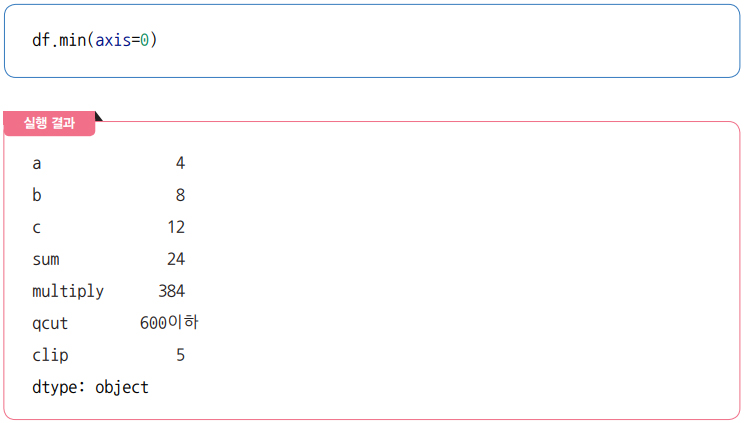 df.min(axis=0)
실행 결과
a 4
b 8
c 12
sum 24
multiply 384
qcut 600이하
clip 5
dtype: object